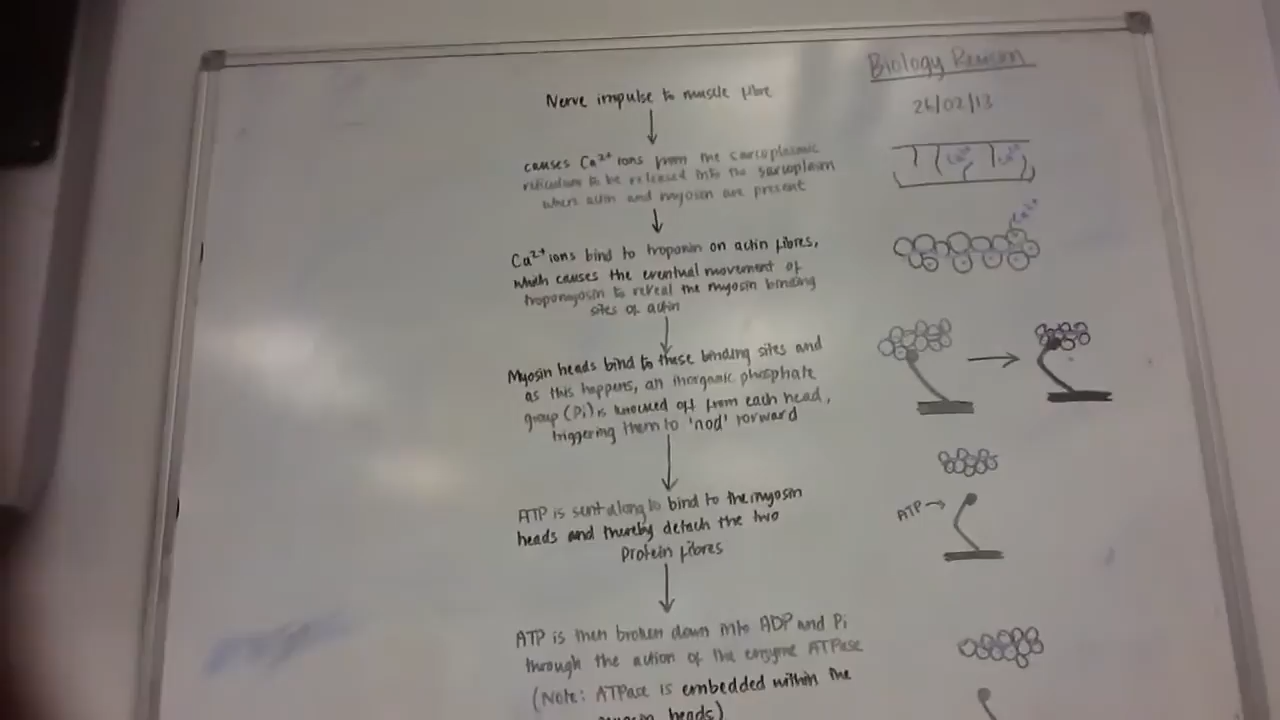 Biology Revision
26/02/13
Nerve impulse to muscle fibre
causes Ca²⁺ ions from the sarcoplasmic
reticulum to be released into the sarcoplasm
where actin and myosin are present
Ca²⁺
Ca²⁺
Ca²⁺ ions bind to troponin on actin fibres,
which causes the eventual movement of
tropomyosin to reveal the myosin binding
sites of actin
Ca²⁺
Myosin heads bind to these binding sites and
as this happens, an inorganic phosphate
group (Pi) is knocked off from each head,
triggering them to 'nod' forward
ATP is sent along to bind to the myosin
heads and thereby detach the two
Protein fibres
ATP
ATP is then broken down into ADP and Pi
through the action of the enzyme ATPase
(Note: ATPase is embedded within the
myosin heads)